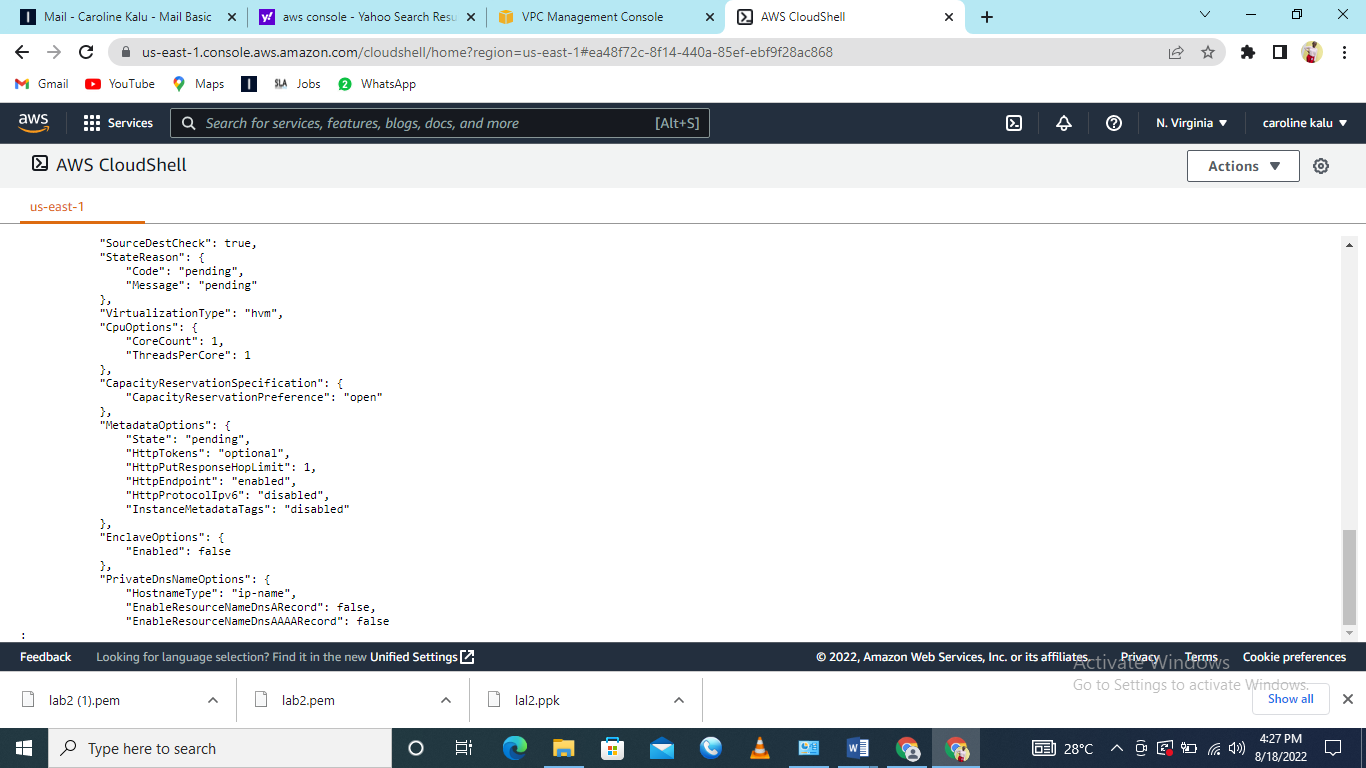 Mail - Caroline Kalu - Mail Basic
aws console - Yahoo Search Resu
VPC Management Console
AWS CloudShell
us-east-1.console.aws.amazon.com/cloudshell/home?region=us-east-1#ea48f72c-8f14-440a-85ef-ebf9f28ac868
Gmail
YouTube
Maps
SLA
Jobs
2
WhatsApp
aws
Services
Search for services, features, blogs, docs, and more
[Alt+S]
N. Virginia
caroline kalu
AWS CloudShell
Actions
us-east-1
"SourceDestCheck": true,
"StateReason": {
"Code": "pending",
"Message": "pending"
},
"VirtualizationType": "hvm",
"CpuOptions": {
"CoreCount": 1,
"ThreadsPerCore": 1
},
"CapacityReservationSpecification": {
"CapacityReservationPreference": "open"
},
"MetadataOptions": {
"State": "pending",
"HttpTokens": "optional",
"HttpPutResponseHopLimit": 1,
"HttpEndpoint": "enabled",
"HttpProtocolIpv6": "disabled",
"InstanceMetadataTags": "disabled"
},
"EnclaveOptions": {
"Enabled": false
},
"PrivateDnsNameOptions": {
"HostnameType": "ip-name",
"EnableResourceNameDnsARecord": false,
"EnableResourceNameDnsAAAARecord": false
:
Feedback
Looking for language selection? Find it in the new Unified Settings
© 2022, Amazon Web Services, Inc. or its affiliates.
Privacy
Terms
Cookie preferences
Activate Windows
Go to Settings to activate Windows.
lab2 (1).pem
lab2.pem
lal2.ppk
Show all
Type here to search
28°C
4:27 PM
8/18/2022